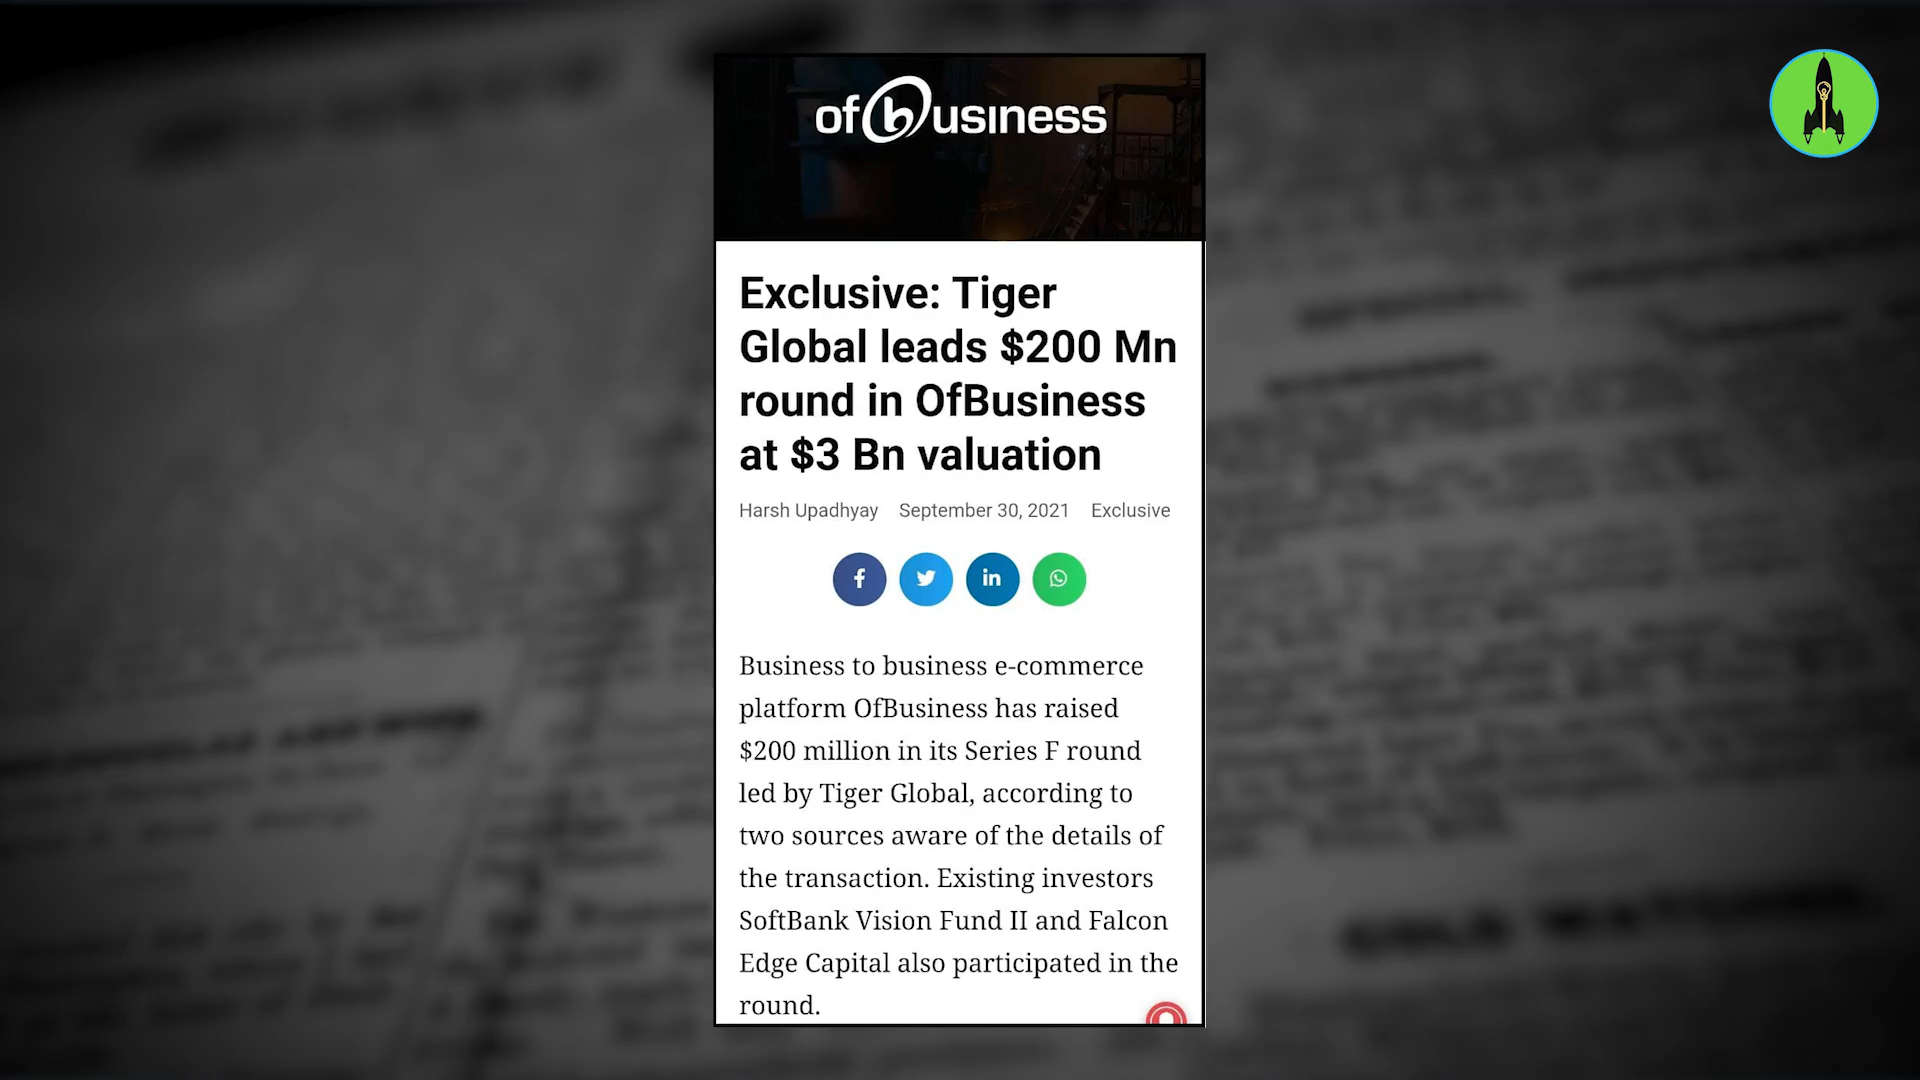 ofbusiness
Exclusive: Tiger
Global leads $200 Mn
round in OfBusiness
at $3 Bn valuation
Harsh Upadhyay September 30, 2021 Exclusive
Business to business e-commerce
platform OfBusiness has raised
$200 million in its Series F round
led by Tiger Global, according to
two sources aware of the details of
the transaction. Existing investors
SoftBank Vision Fund II and Falcon
Edge Capital also participated in the
round.